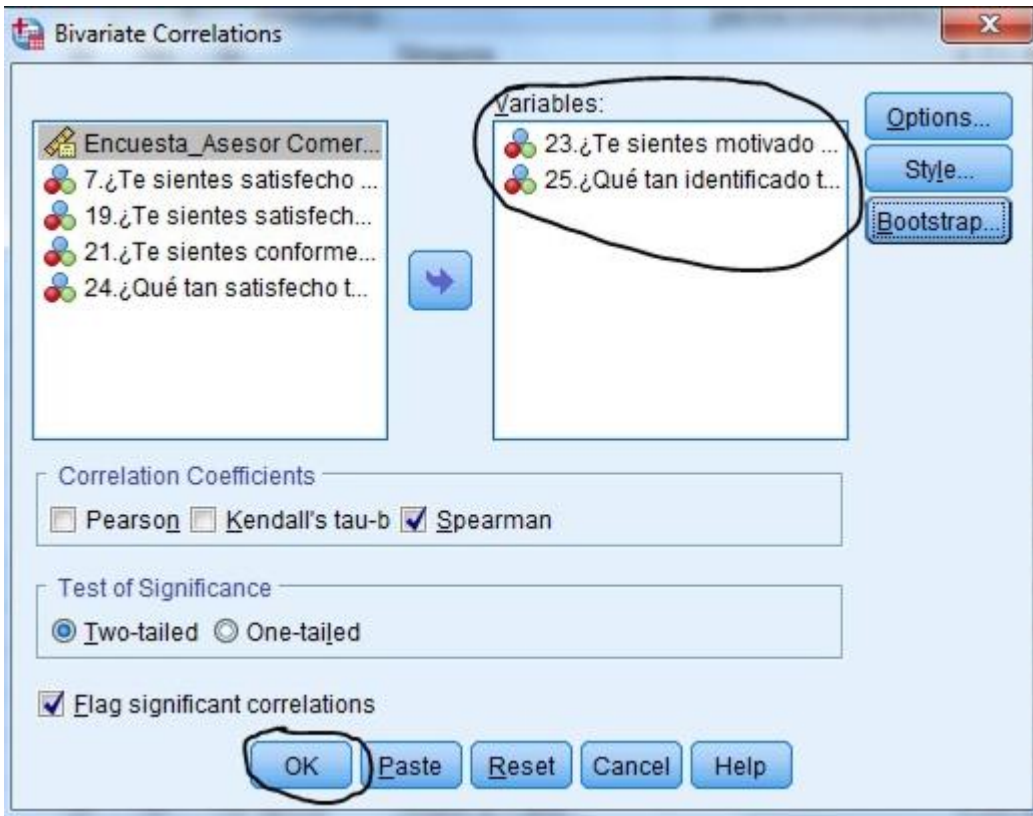 Bivariate Correlations
Variables:
Encuesta_Asesor Comer...
7.¿Te sientes satisfecho ...
19.¿Te sientes satisfech...
21.¿Te sientes conforme...
24.¿Qué tan satisfecho t...
23.¿Te sientes motivado ...
25.¿Qué tan identificado t...
Options...
Style...
Bootstrap...
Correlation Coefficients
Pearson Kendall's tau-b Spearman
Test of Significance
Two-tailed One-tailed
Flag significant correlations
OK Paste Reset Cancel Help